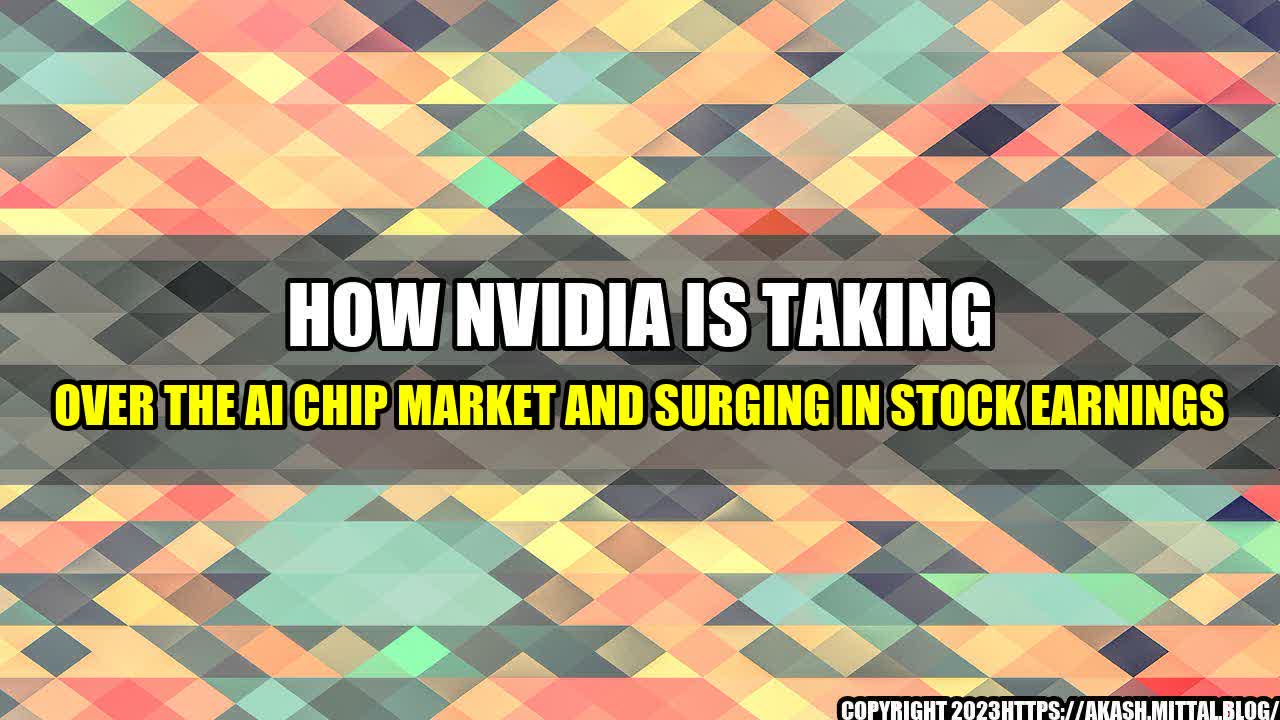 HOW NVIDIA IS TAKING
OVER THE AI CHIP MARKET AND SURGING IN STOCK EARNINGS
COPYRIGHT 2023HTTPS://AKASH.MITTAL.BLOG/